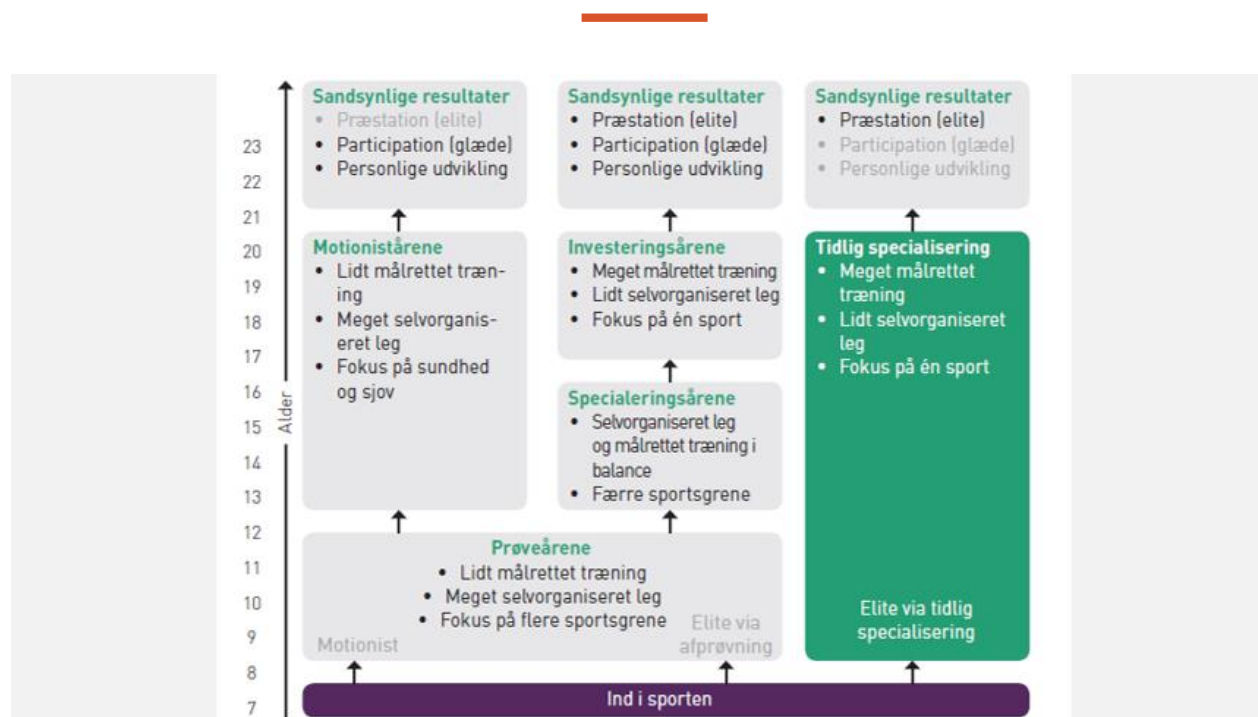 Sandsynlige resultater
• Præstation (elite)
• Participation (glæde)
• Personlige udvikling
Sandsynlige resultater
• Præstation (elite)
• Participation (glæde)
• Personlige udvikling
Sandsynlige resultater
• Præstation (elite)
• Participation (glæde)
• Personlige udvikling
23
22
21
20
19
18
17
16
15
14
13
12
11
10
9
8
7
Alder
Motionistårene
• Lidt målrettet træn-
ing
• Meget selvorganis-
eret leg
• Fokus på sundhed
og sjov
Investeringsårene
• Meget målrettet træning
• Lidt selvorganiseret leg
• Fokus på én sport
Tidlig specialisering
• Meget målrettet
træning
• Lidt selvorganiseret
leg
• Fokus på én sport
Specialeringsårene
• Selvorganiseret leg
og målrettet træning i
balance
• Færre sportsgrene
Prøveårene
• Lidt målrettet træning
• Meget selvorganiseret leg
• Fokus på flere sportsgrene
Motionist
Elite via
afprøvning
Elite via tidlig
specialisering
Ind i sporten